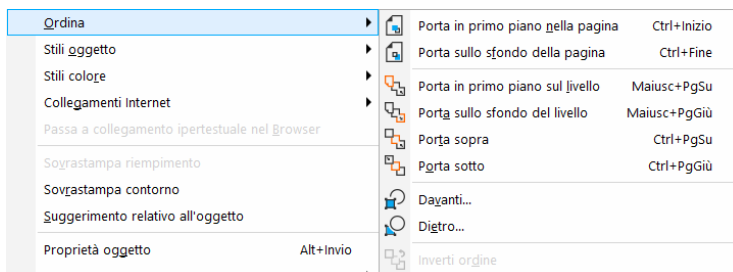 Ordina
Stili oggetto
Stili colore
Collegamenti Internet
Passa a collegamento ipertestuale nel Browser
Sovrastampa riempimento
Sovrastampa contorno
Suggerimento relativo all'oggetto
Proprietà oggetto Alt+Invio
Porta in primo piano nella pagina Ctrl+Inizio
Porta sullo sfondo della pagina Ctrl+Fine
Porta in primo piano sul livello Maiusc+PgSu
Porta sullo sfondo del livello Maiusc+PgGiù
Porta sopra Ctrl+PgSu
Porta sotto Ctrl+PgGiù
Davanti...
Dietro...
Inverti ordine